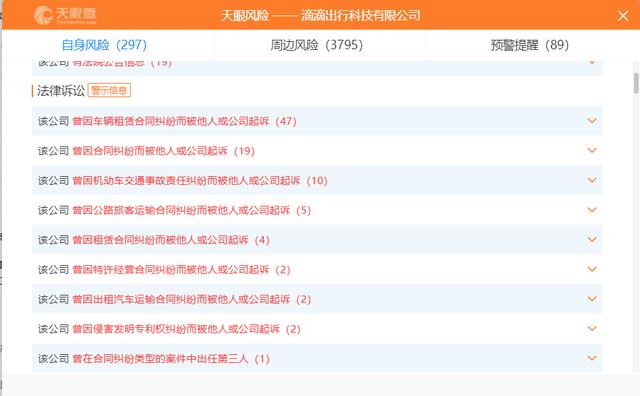 天眼查
TianYanCha.com
天眼风险 —— 滴滴出行科技有限公司
自身风险（297） 周边风险（3795） 预警提醒（89）
该公司 有法院公告信息（19）
法律诉讼 警示信息
该公司 曾因车辆租赁合同纠纷而被他人或公司起诉（47）
该公司 曾因合同纠纷而被他人或公司起诉（19）
该公司 曾因机动车交通事故责任纠纷而被他人或公司起诉（10）
该公司 曾因公路旅客运输合同纠纷而被他人或公司起诉（5）
该公司 曾因租赁合同纠纷而被他人或公司起诉（4）
该公司 曾因特许经营合同纠纷而被他人或公司起诉（2）
该公司 曾因出租汽车运输合同纠纷而被他人或公司起诉（2）
该公司 曾因侵害发明专利权纠纷而被他人或公司起诉（2）
该公司 曾在合同纠纷类型的案件中出任第三人（1）